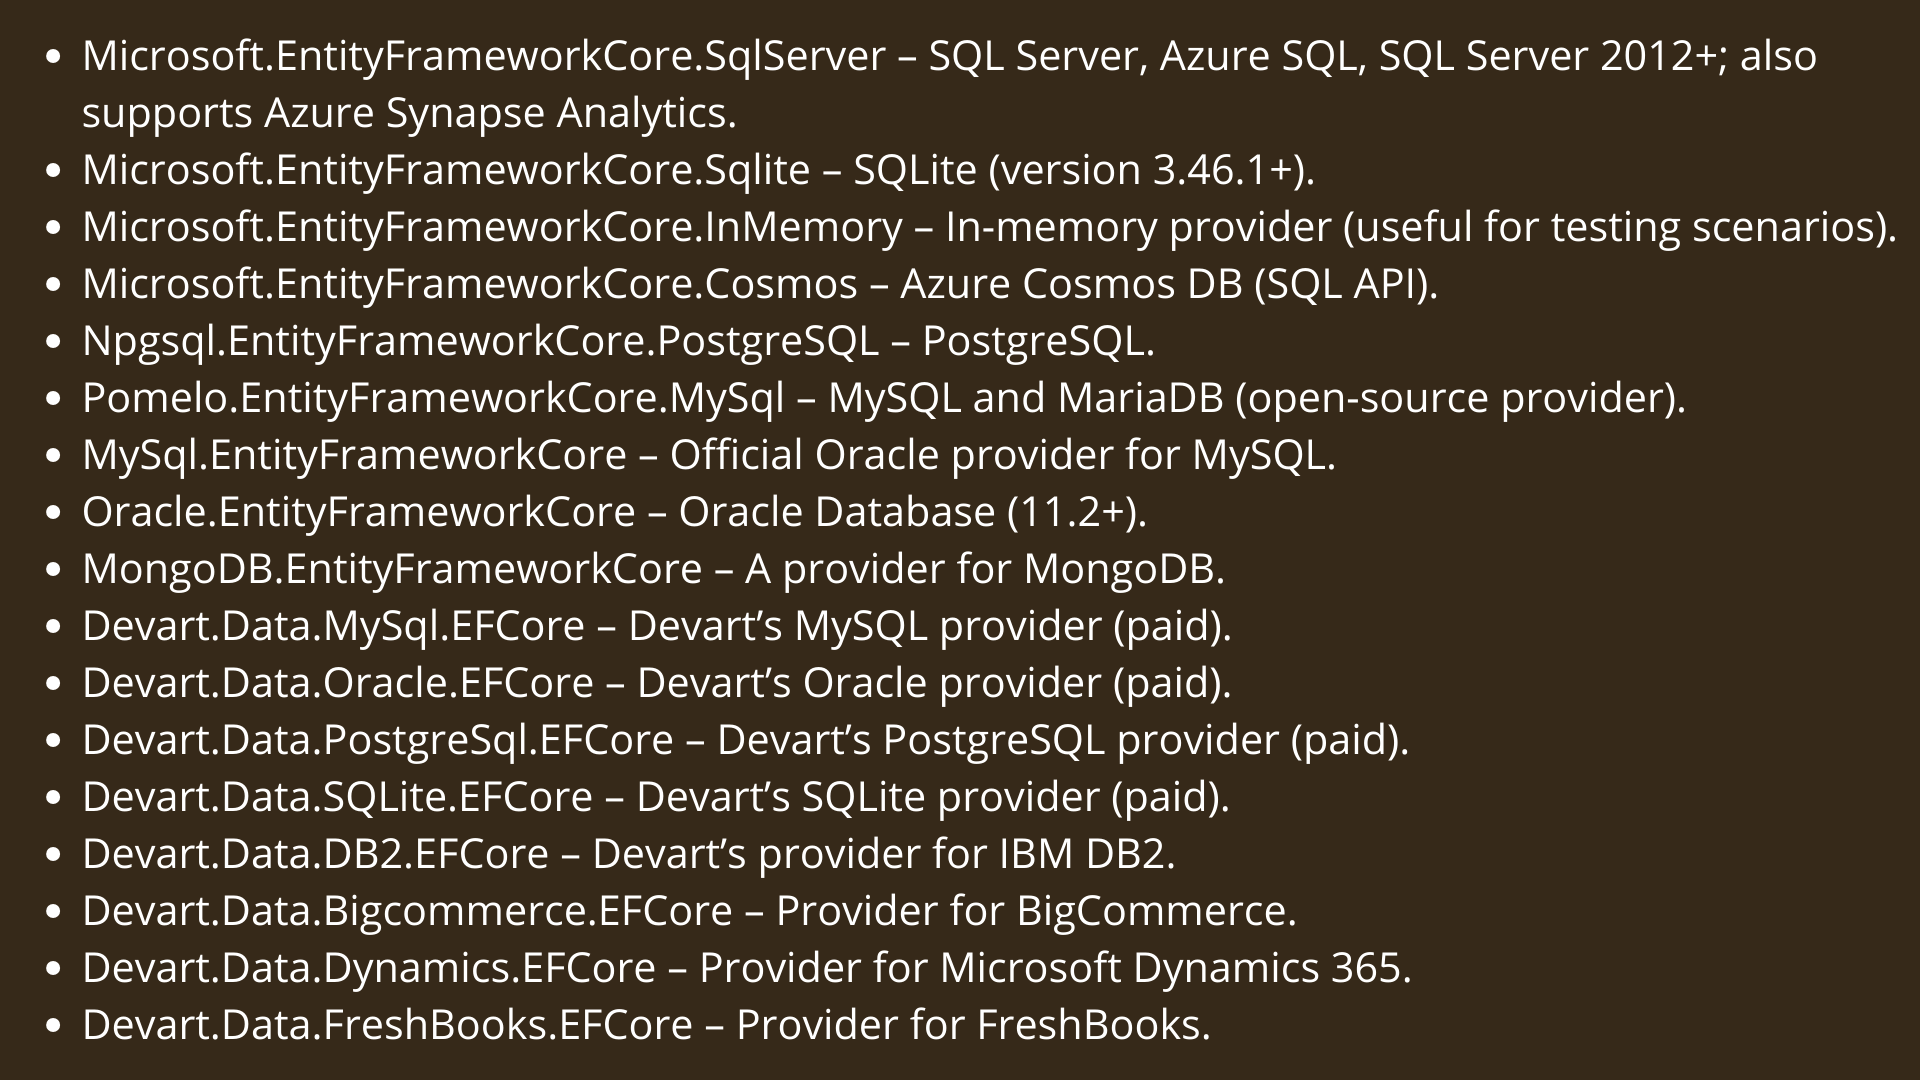 • Microsoft.EntityFrameworkCore.SqlServer – SQL Server, Azure SQL, SQL Server 2012+; also
supports Azure Synapse Analytics.
• Microsoft.EntityFrameworkCore.Sqlite – SQLite (version 3.46.1+).
• Microsoft.EntityFrameworkCore.InMemory – In-memory provider (useful for testing scenarios).
• Microsoft.EntityFrameworkCore.Cosmos – Azure Cosmos DB (SQL API).
• Npgsql.EntityFrameworkCore.PostgreSQL – PostgreSQL.
• Pomelo.EntityFrameworkCore.MySql – MySQL and MariaDB (open-source provider).
• MySql.EntityFrameworkCore – Official Oracle provider for MySQL.
• Oracle.EntityFrameworkCore – Oracle Database (11.2+).
• MongoDB.EntityFrameworkCore – A provider for MongoDB.
• Devart.Data.MySql.EFCore – Devart’s MySQL provider (paid).
• Devart.Data.Oracle.EFCore – Devart’s Oracle provider (paid).
• Devart.Data.PostgreSql.EFCore – Devart’s PostgreSQL provider (paid).
• Devart.Data.SQLite.EFCore – Devart’s SQLite provider (paid).
• Devart.Data.DB2.EFCore – Devart’s provider for IBM DB2.
• Devart.Data.Bigcommerce.EFCore – Provider for BigCommerce.
• Devart.Data.Dynamics.EFCore – Provider for Microsoft Dynamics 365.
• Devart.Data.FreshBooks.EFCore – Provider for FreshBooks.